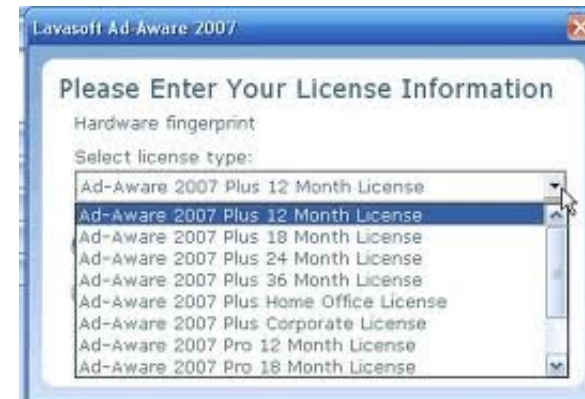 Lavasoft Ad-Aware 2007
Please Enter Your License Information
Hardware fingerprint
Select license type:
Ad-Aware 2007 Plus 12 Month License
Ad-Aware 2007 Plus 12 Month License
Ad-Aware 2007 Plus 18 Month License
Ad-Aware 2007 Plus 24 Month License
Ad-Aware 2007 Plus 36 Month License
Ad-Aware 2007 Plus Home Office License
Ad-Aware 2007 Plus Corporate License
Ad-Aware 2007 Pro 12 Month License
Ad-Aware 2007 Pro 18 Month License